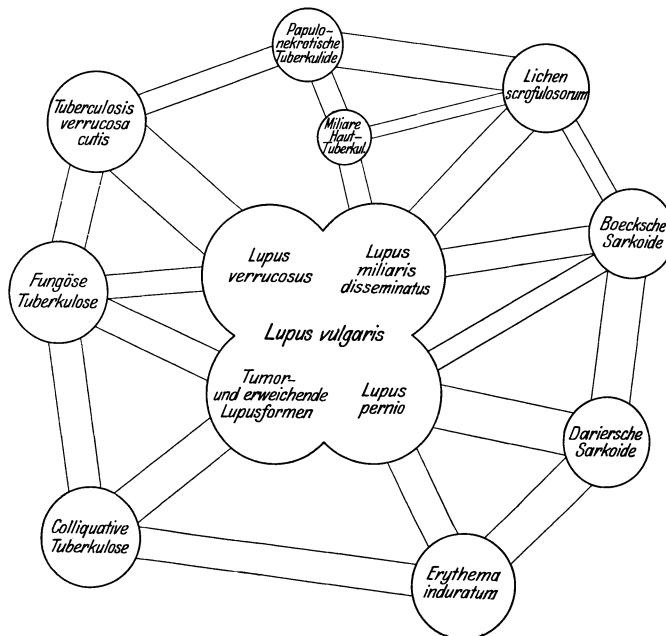 Papulo-
nekrotische
Tuberkulide
Lichen
scrofulosorum
Tuberculosis
verrucosa
cutis
Miliare
Haut-
Tuberkul.
Boecksche
Sarkoide
Lupus
verrucosus
Lupus
miliaris
disseminatus
Fungöse
Tuberkulose
Lupus vulgaris
Tumor-
und erweichende
Lupusformen
Lupus
pernio
Dariersche
Sarkoide
Colliquative
Tuberkulose
Erythema
induratum